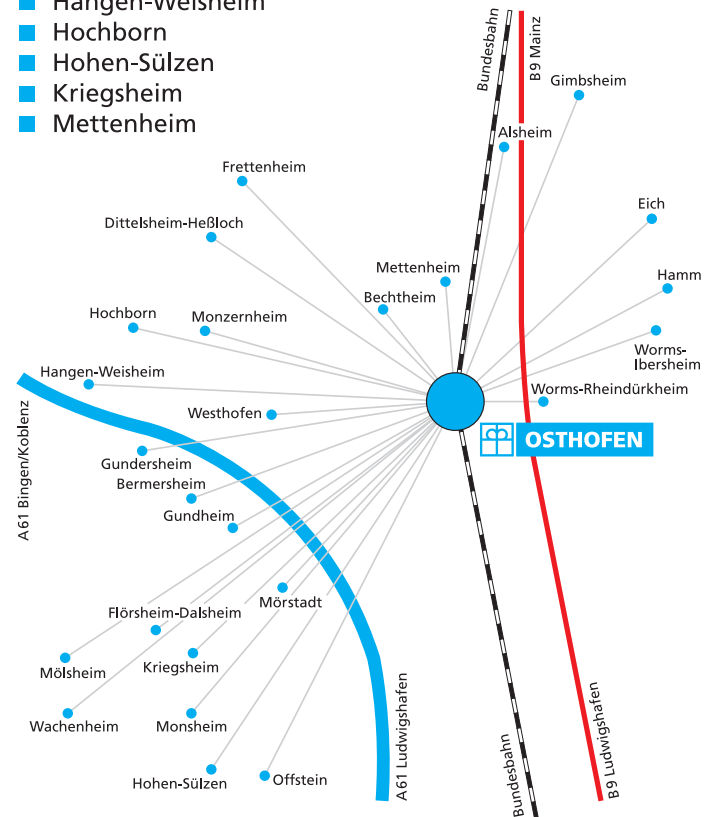 Hangen-Weisheim
Hochborn
Hohen-Sülzen
Kriegsheim
Mettenheim
Bundesbahn
B9 Mainz
Gimbsheim
Alsheim
Frettenheim
Eich
Dittelsheim-Heßloch
Mettenheim
Hamm
Bechtheim
Hochborn
Monzernheim
Worms-
Ibersheim
Hangen-Weisheim
Worms-Rheindürkheim
Westhofen
OSTHOFEN
A61 Bingen/Koblenz
Gundersheim
Bermersheim
Gundheim
Mörstadt
Flörsheim-Dalsheim
Kriegsheim
Mölsheim
Wachenheim
Monsheim
A61 Ludwigshafen
B9 Ludwigshafen
Bundesbahn
Hohen-Sülzen
Offstein